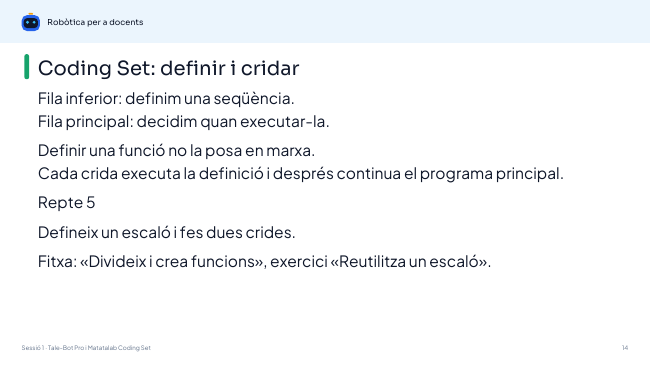 Robòtica per a docents
Coding Set: definir i cridar
Fila inferior: definim una seqüència.
Fila principal: decidim quan executar-la.
Definir una funció no la posa en marxa.
Cada crida executa la definició i després continua el programa principal.
Repte 5
Defineix un escaló i fes dues crides.
Fitxa: «Divideix i crea funcions», exercici «Reutilitza un escaló».
Sessió 1 · Tale-Bot Pro i Matatalab Coding Set
14